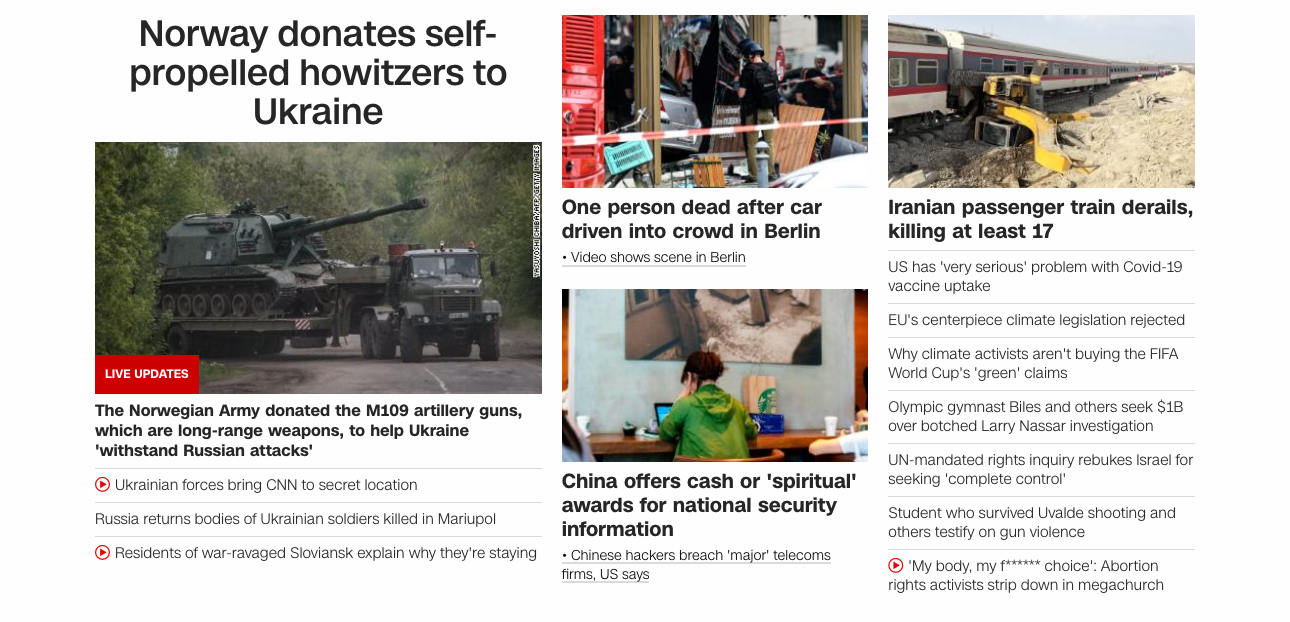 Norway donates self-
propelled howitzers to
Ukraine
YASUYOSHI CHIBA/AFP/GETTY IMAGES
LIVE UPDATES
The Norwegian Army donated the M109 artillery guns,
which are long-range weapons, to help Ukraine
'withstand Russian attacks'
Ukrainian forces bring CNN to secret location
Russia returns bodies of Ukrainian soldiers killed in Mariupol
Residents of war-ravaged Sloviansk explain why they're staying
One person dead after car
driven into crowd in Berlin
• Video shows scene in Berlin
China offers cash or 'spiritual'
awards for national security
information
• Chinese hackers breach 'major' telecoms
firms, US says
Iranian passenger train derails,
killing at least 17
US has 'very serious' problem with Covid-19
vaccine uptake
EU's centerpiece climate legislation rejected
Why climate activists aren't buying the FIFA
World Cup's 'green' claims
Olympic gymnast Biles and others seek $1B
over botched Larry Nassar investigation
UN-mandated rights inquiry rebukes Israel for
seeking 'complete control'
Student who survived Uvalde shooting and
others testify on gun violence
'My body, my f****** choice': Abortion
rights activists strip down in megachurch